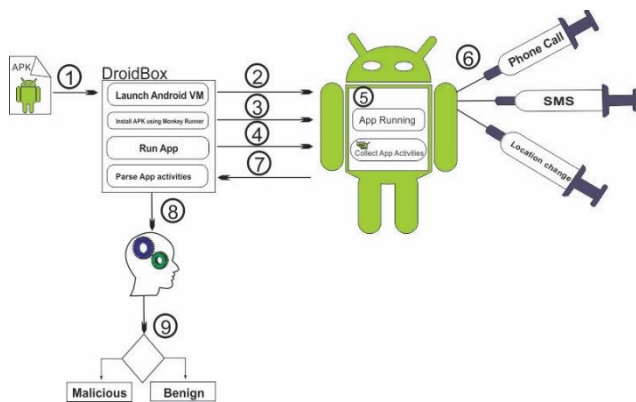 APK
1
DroidBox
Launch Android VM
Install APK using Monkey Runner
Run App
Parse App activities
2
3
4
7
5
App Running
Collect App Activities
6
Phone Call
SMS
Location change
8
9
Malicious
Benign